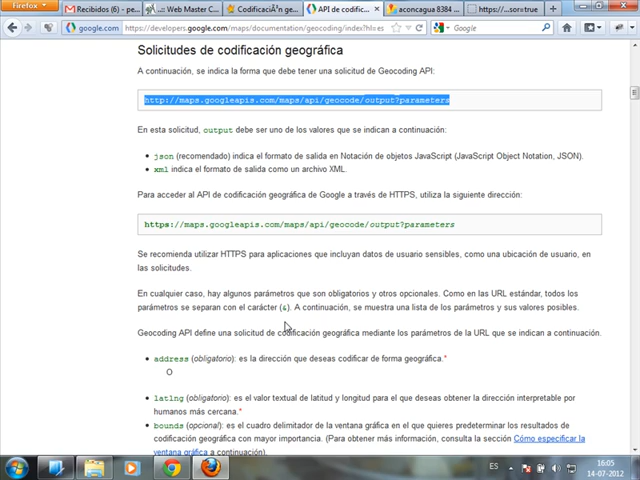 Firefox
Recibidos (6) - pe...
.:: Web Master C...
CodificaciÃ³n ge...
API de codific...
aconcagua 8384 ...
https:/...sor=true
google.com https://developers.google.com/maps/documentation/geocoding/index?hl=es
Google
Solicitudes de codificación geográfica
A continuación, se indica la forma que debe tener una solicitud de Geocoding API:
http://maps.googleapis.com/maps/api/geocode/output?parameters
En esta solicitud, output debe ser uno de los valores que se indican a continuación:
json (recomendado) indica el formato de salida en Notación de objetos JavaScript (JavaScript Object Notation, JSON).
xml indica el formato de salida como un archivo XML.
Para acceder al API de codificación geográfica de Google a través de HTTPS, utiliza la siguiente dirección:
https://maps.googleapis.com/maps/api/geocode/output?parameters
Se recomienda utilizar HTTPS para aplicaciones que incluyan datos de usuario sensibles, como una ubicación de usuario, en
las solicitudes.
En cualquier caso, hay algunos parámetros que son obligatorios y otros opcionales. Como en las URL estándar, todos los
parámetros se separan con el carácter (&). A continuación, se muestra una lista de los parámetros y sus valores posibles.
Geocoding API define una solicitud de codificación geográfica mediante los parámetros de la URL que se indican a continuación.
address (obligatorio): es la dirección que deseas codificar de forma geográfica.*
O
latlng (obligatorio): es el valor textual de latitud y longitud para el que deseas obtener la dirección interpretable por
humanos más cercana.*
bounds (opcional): es el cuadro delimitador de la ventana gráfica en el que quieres predeterminar los resultados de
codificación geográfica con mayor importancia. (Para obtener más información, consulta la sección Cómo especificar la
ventana gráfica a continuación).
ES
16:05
14-07-2012